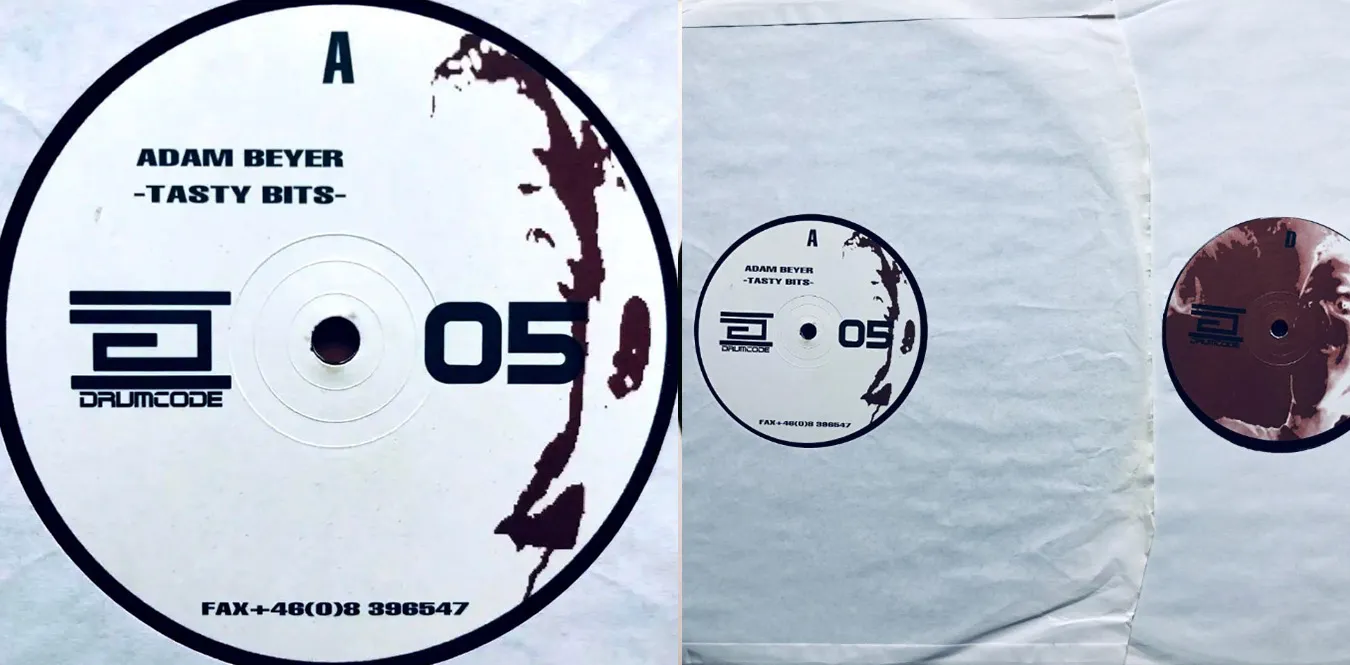 A
ADAM BEYER
-TASTY BITS-
DRUMCODE
05
FAX+46(0)8 396547
A
ADAM BEYER
-TASTY BITS-
DRUMCODE
05
FAX+46(0)8 396547
D
DRUMCODE